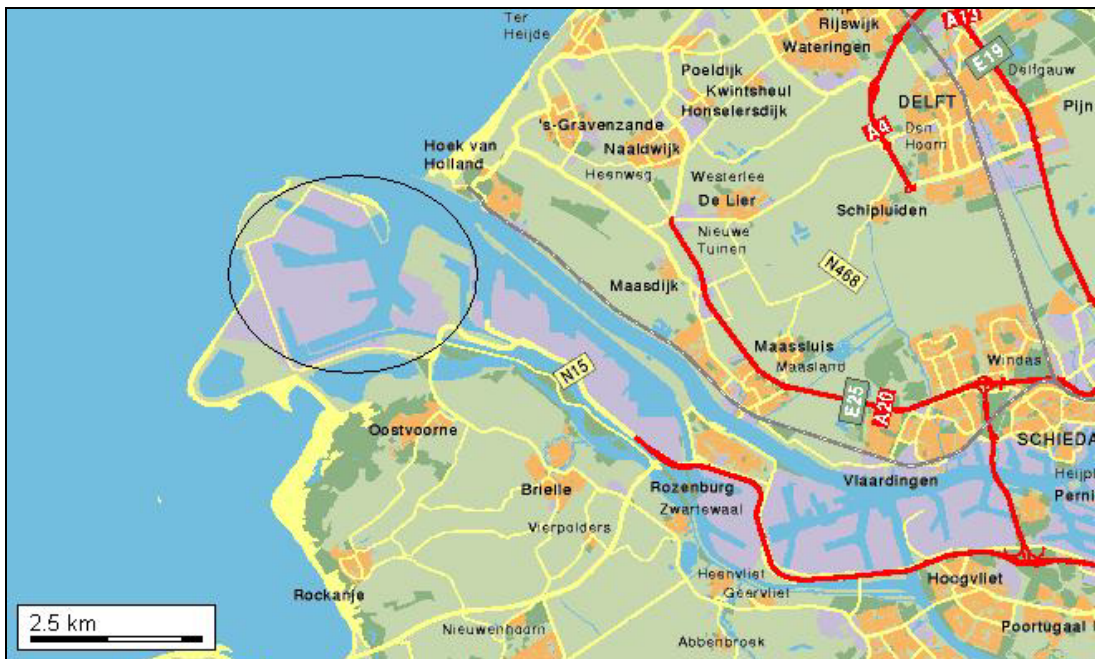 Ter
Heijde
Rijswijk
Wateringen
A13
E19
Delfgauw
Poeldijk
Kwintsheul
Honselersdijk
DELFT
Pijn
A4
Den
Hoorn
's-Gravenzande
Naaldwijk
Heenweg
Hoek van
Holland
Westerlee
De Lier
Schipluiden
Nieuwe
Tuinen
N468
Maasdijk
Maassluis
Maasland
Windas
N15
E25
A20
Oostvoorne
SCHIEDA
Vlaardingen
Heijpl
Perni
Brielle
Rozenburg
Zwartewaal
Vierpolders
Heenvliet
Geervliet
Hoogvliet
Rockanje
2.5 km
Nieuwenhoorn
Abbenbroek
Poortugaal